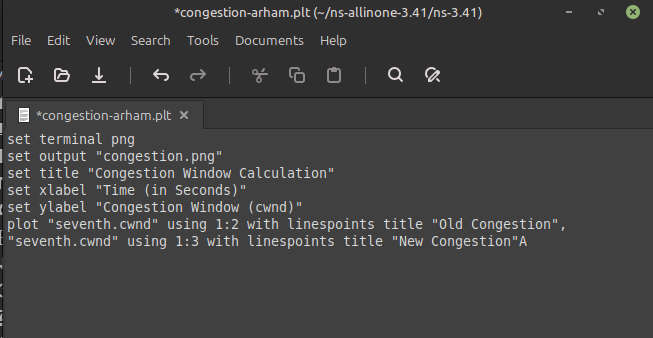 *congestion-arham.plt (~/ns-allinone-3.41/ns-3.41)
File Edit View Search Tools Documents Help
*congestion-arham.plt
set terminal png
set output "congestion.png"
set title "Congestion Window Calculation"
set xlabel "Time (in Seconds)"
set ylabel "Congestion Window (cwnd)"
plot "seventh.cwnd" using 1:2 with linespoints title "Old Congestion",
"seventh.cwnd" using 1:3 with linespoints title "New Congestion"A